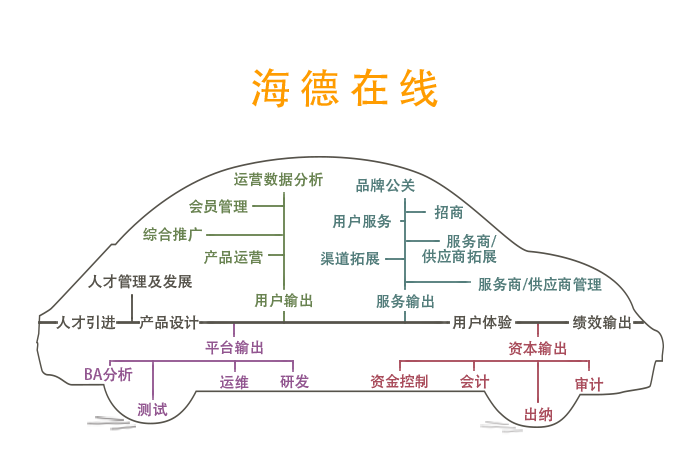 海德在线
运营数据分析
品牌公关
会员管理
招商
用户服务
综合推广
服务商/
供应商拓展
产品运营
渠道拓展
人才管理及发展
服务商/供应商管理
用户输出
服务输出
人才引进
产品设计
用户体验
绩效输出
平台输出
资本输出
BA分析
运维
研发
资金控制
会计
审计
测试
出纳